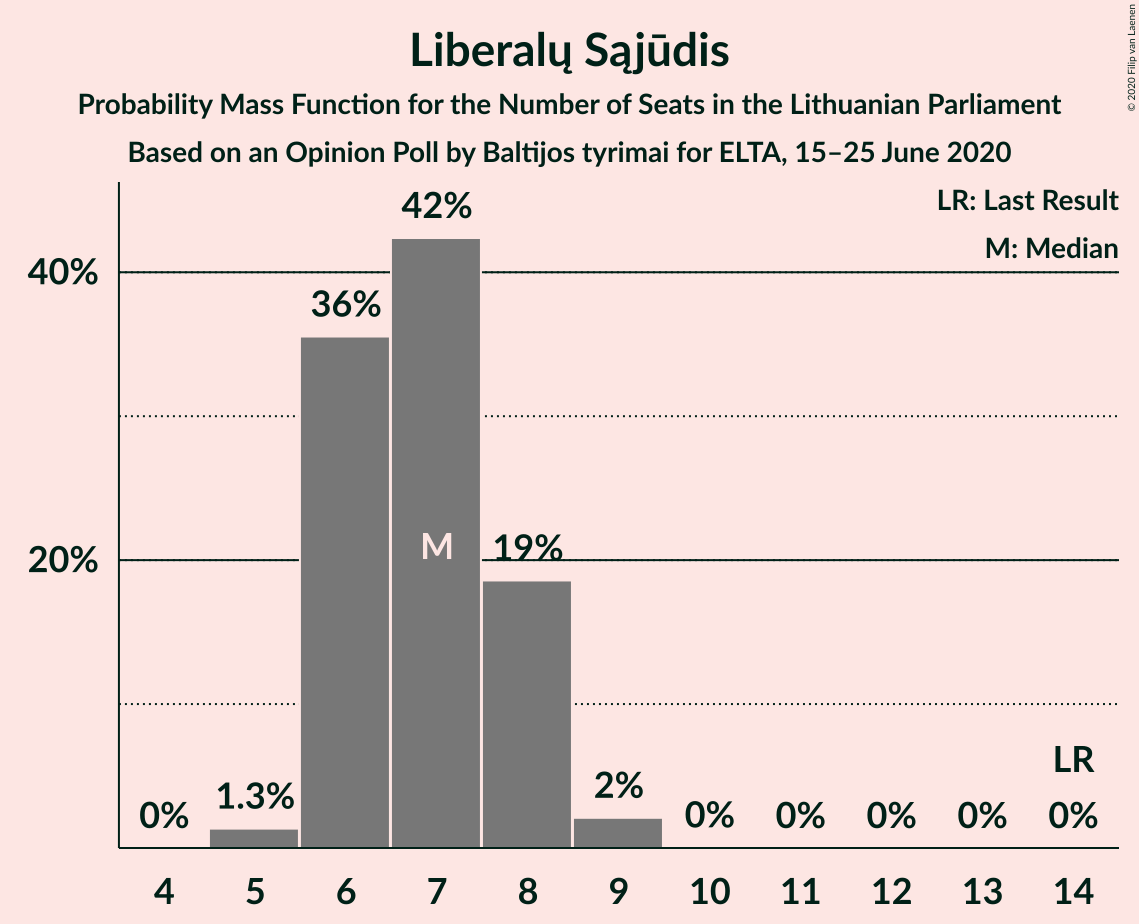 © 2020 Filip van Laenen
Liberalų Sąjūdis
Probability Mass Function for the Number of Seats in the Lithuanian Parliament
Based on an Opinion Poll by Baltijos tyrimai for ELTA, 15–25 June 2020
LR: Last Result
M: Median
42%
40%
36%
M
19%
20%
LR
2%
1.3%
0% 0% 0% 0% 0% 0%
4 5 6 7 8 9 10 11 12 13 14